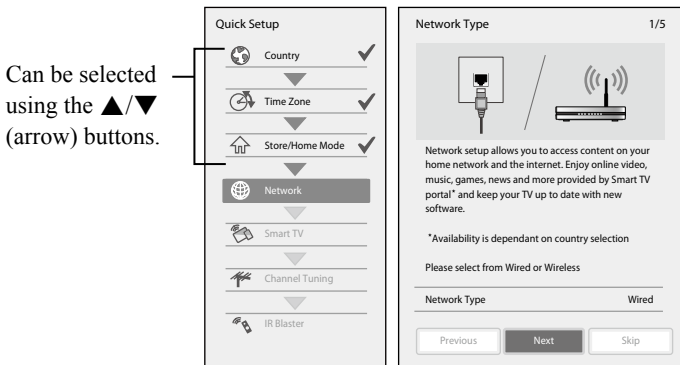 Can be selected
using the ▲/▼
(arrow) buttons.
Quick Setup
Country
Time Zone
Store/Home Mode
Network
Smart TV
Channel Tuning
IR Blaster
Network Type 1/5
Network setup allows you to access content on your
home network and the internet. Enjoy online video,
music, games, news and more provided by Smart TV
portal* and keep your TV up to date with new
software.
*Availability is dependant on country selection
Please select from Wired or Wireless
Network Type Wired
Previous Next Skip